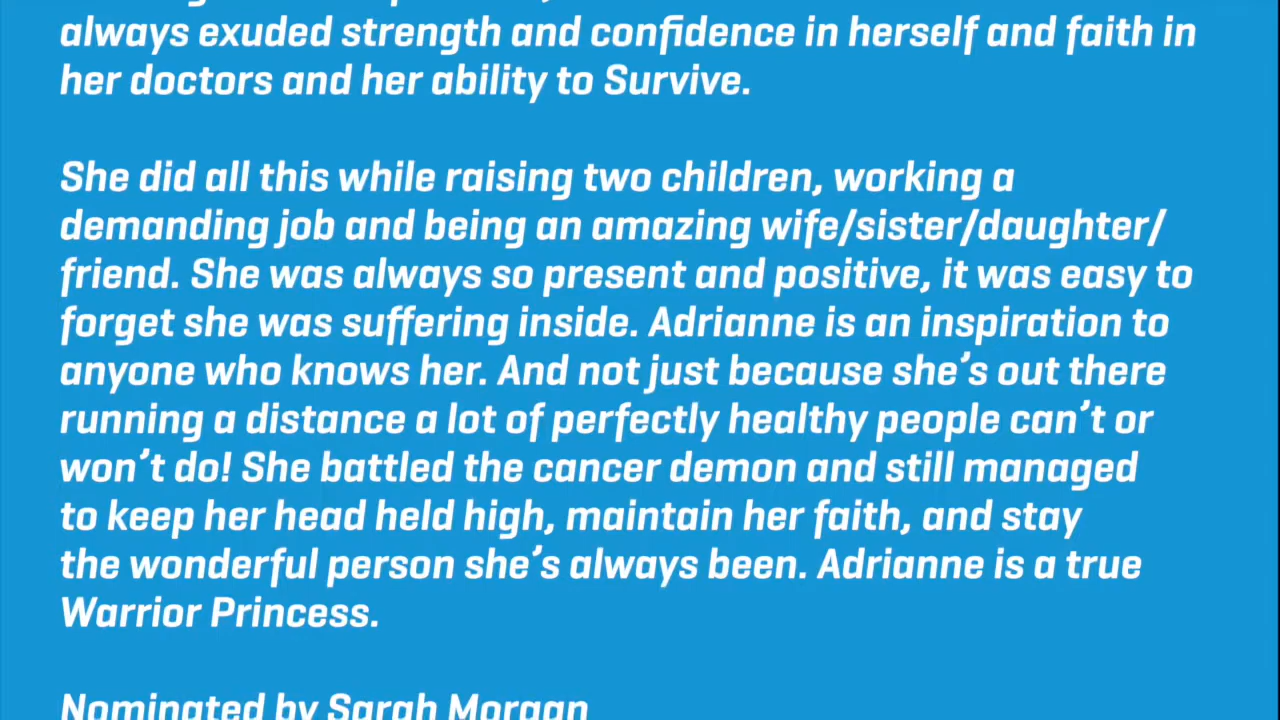 always exuded strength and confidence in herself and faith in
her doctors and her ability to Survive.
She did all this while raising two children, working a
demanding job and being an amazing wife/sister/daughter/
friend. She was always so present and positive, it was easy to
forget she was suffering inside. Adrianne is an inspiration to
anyone who knows her. And not just because she’s out there
running a distance a lot of perfectly healthy people can’t or
won’t do! She battled the cancer demon and still managed
to keep her head held high, maintain her faith, and stay
the wonderful person she’s always been. Adrianne is a true
Warrior Princess.
Nominated by Sarah Morgan